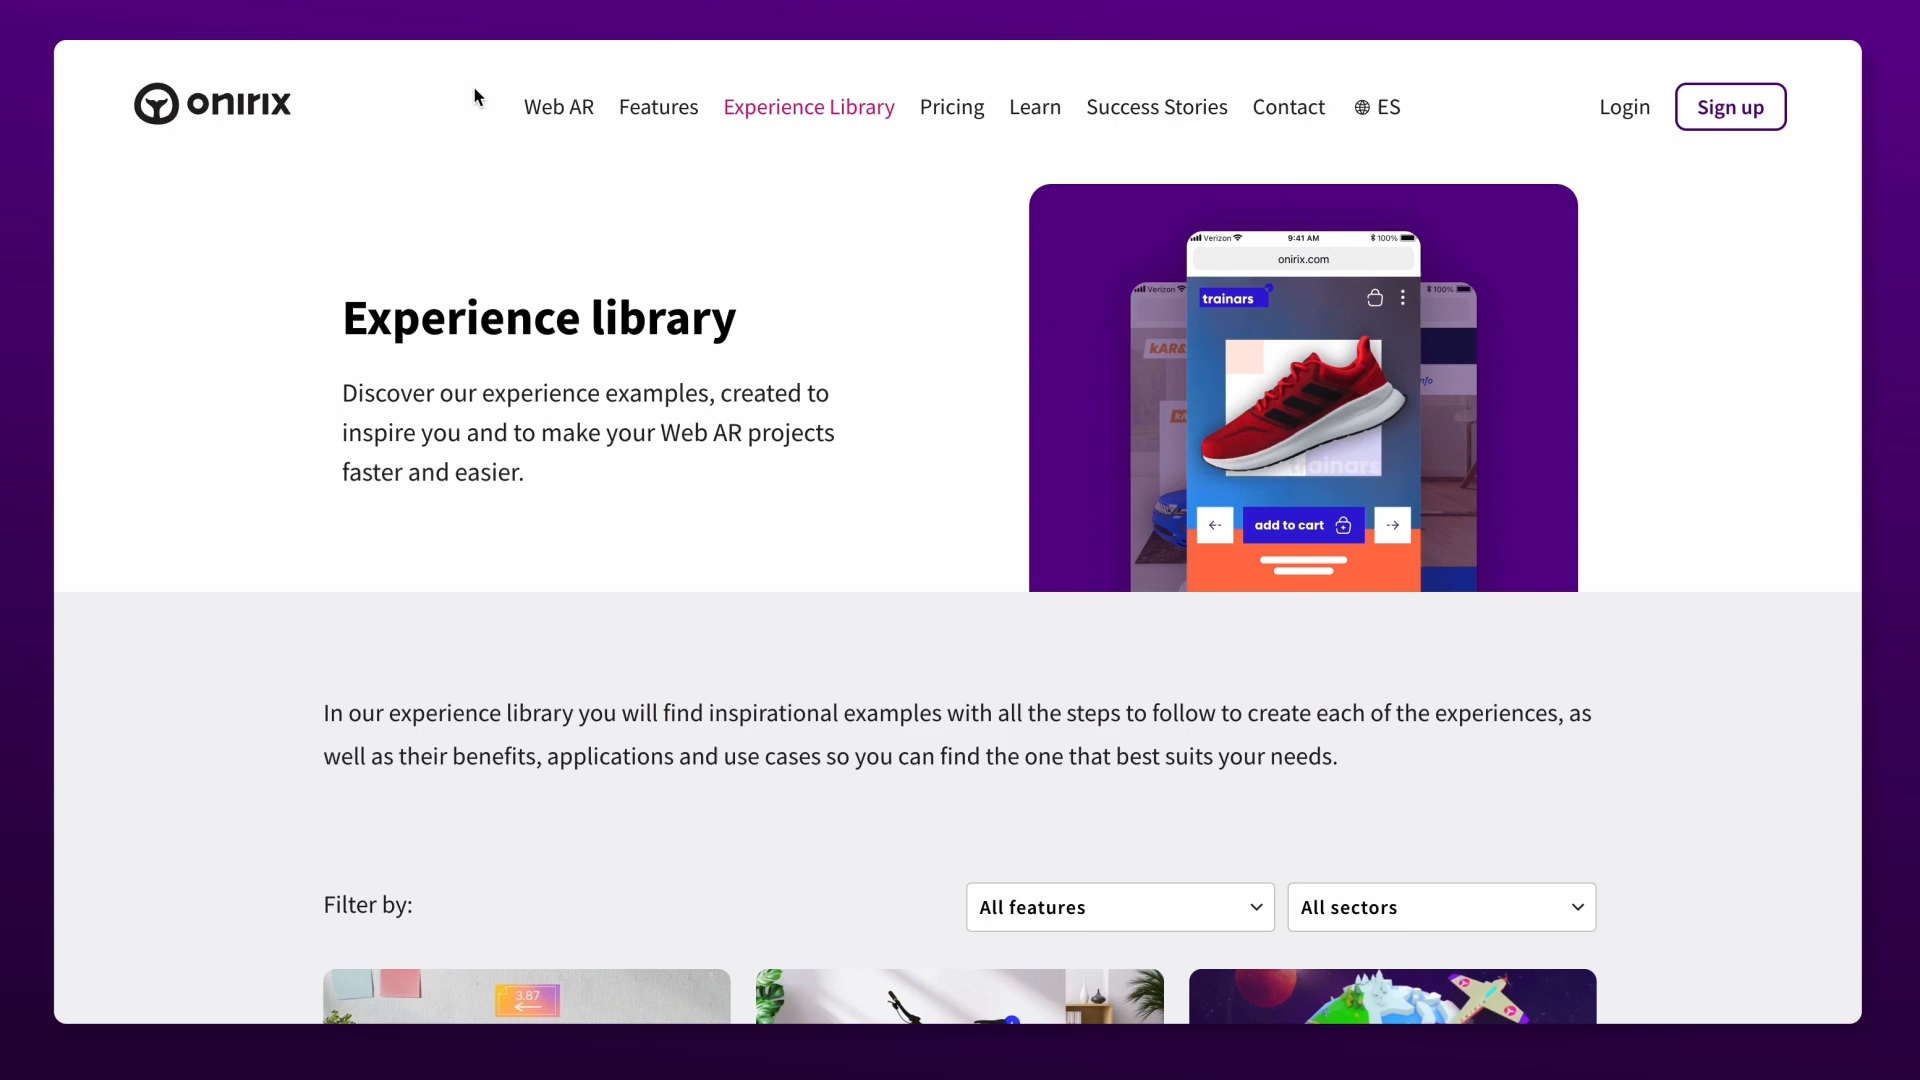 onirix
Web AR Features Experience Library Pricing Learn Success Stories Contact ES
Login Sign up
Experience library
Discover our experience examples, created to
inspire you and to make your Web AR projects
faster and easier.
Verizon 9:41 AM 100%
onirix.com
Verizon
100%
trainars
kAR&
nfo
trainars
add to cart
In our experience library you will find inspirational examples with all the steps to follow to create each of the experiences, as
well as their benefits, applications and use cases so you can find the one that best suits your needs.
Filter by:
All features
All sectors
3.87